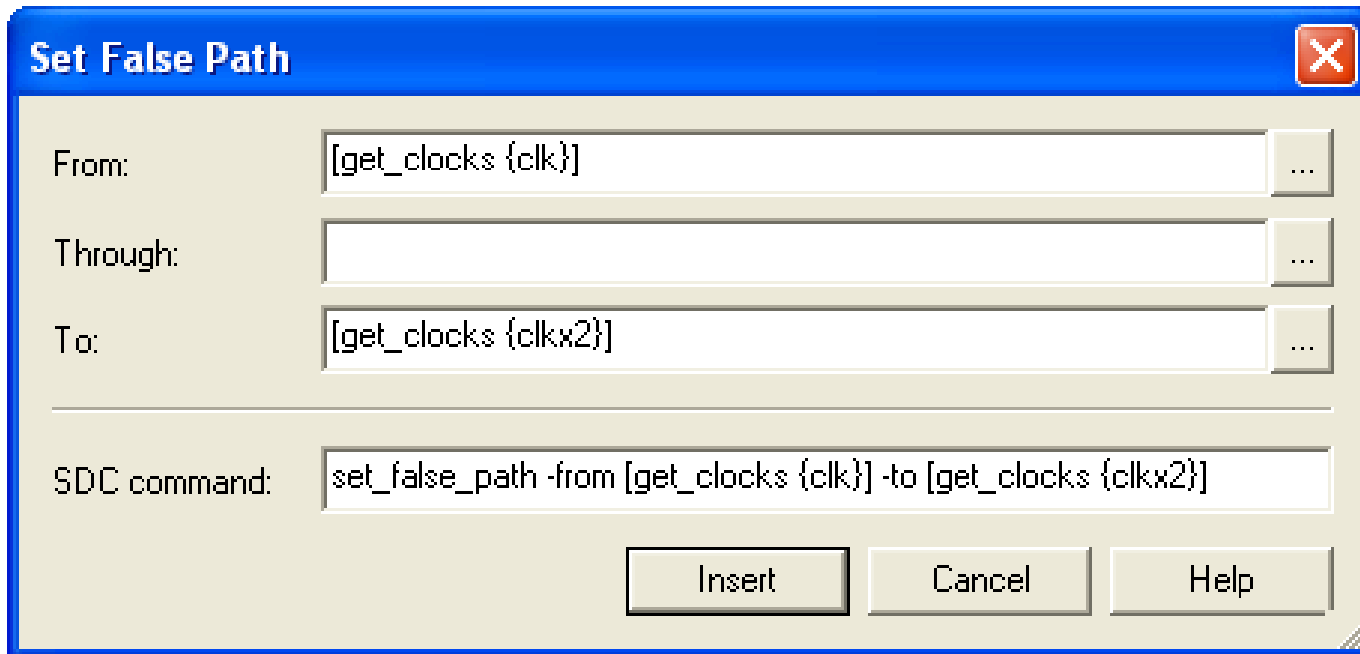 Set False Path
From: [get_clocks {clk}] ...
Through: ...
To: [get_clocks {clkx2}] ...
SDC command: set_false_path -from [get_clocks {clk}] -to [get_clocks {clkx2}]
Insert Cancel Help